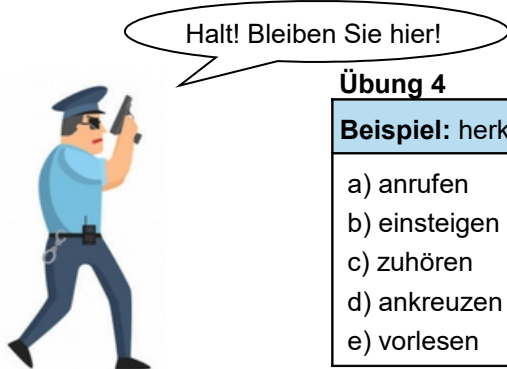 Halt! Bleiben Sie hier!
Übung 4
Beispiel:
a) anrufen
b) einsteigen
c) zuhören
d) ankreuzen
e) vorlesen